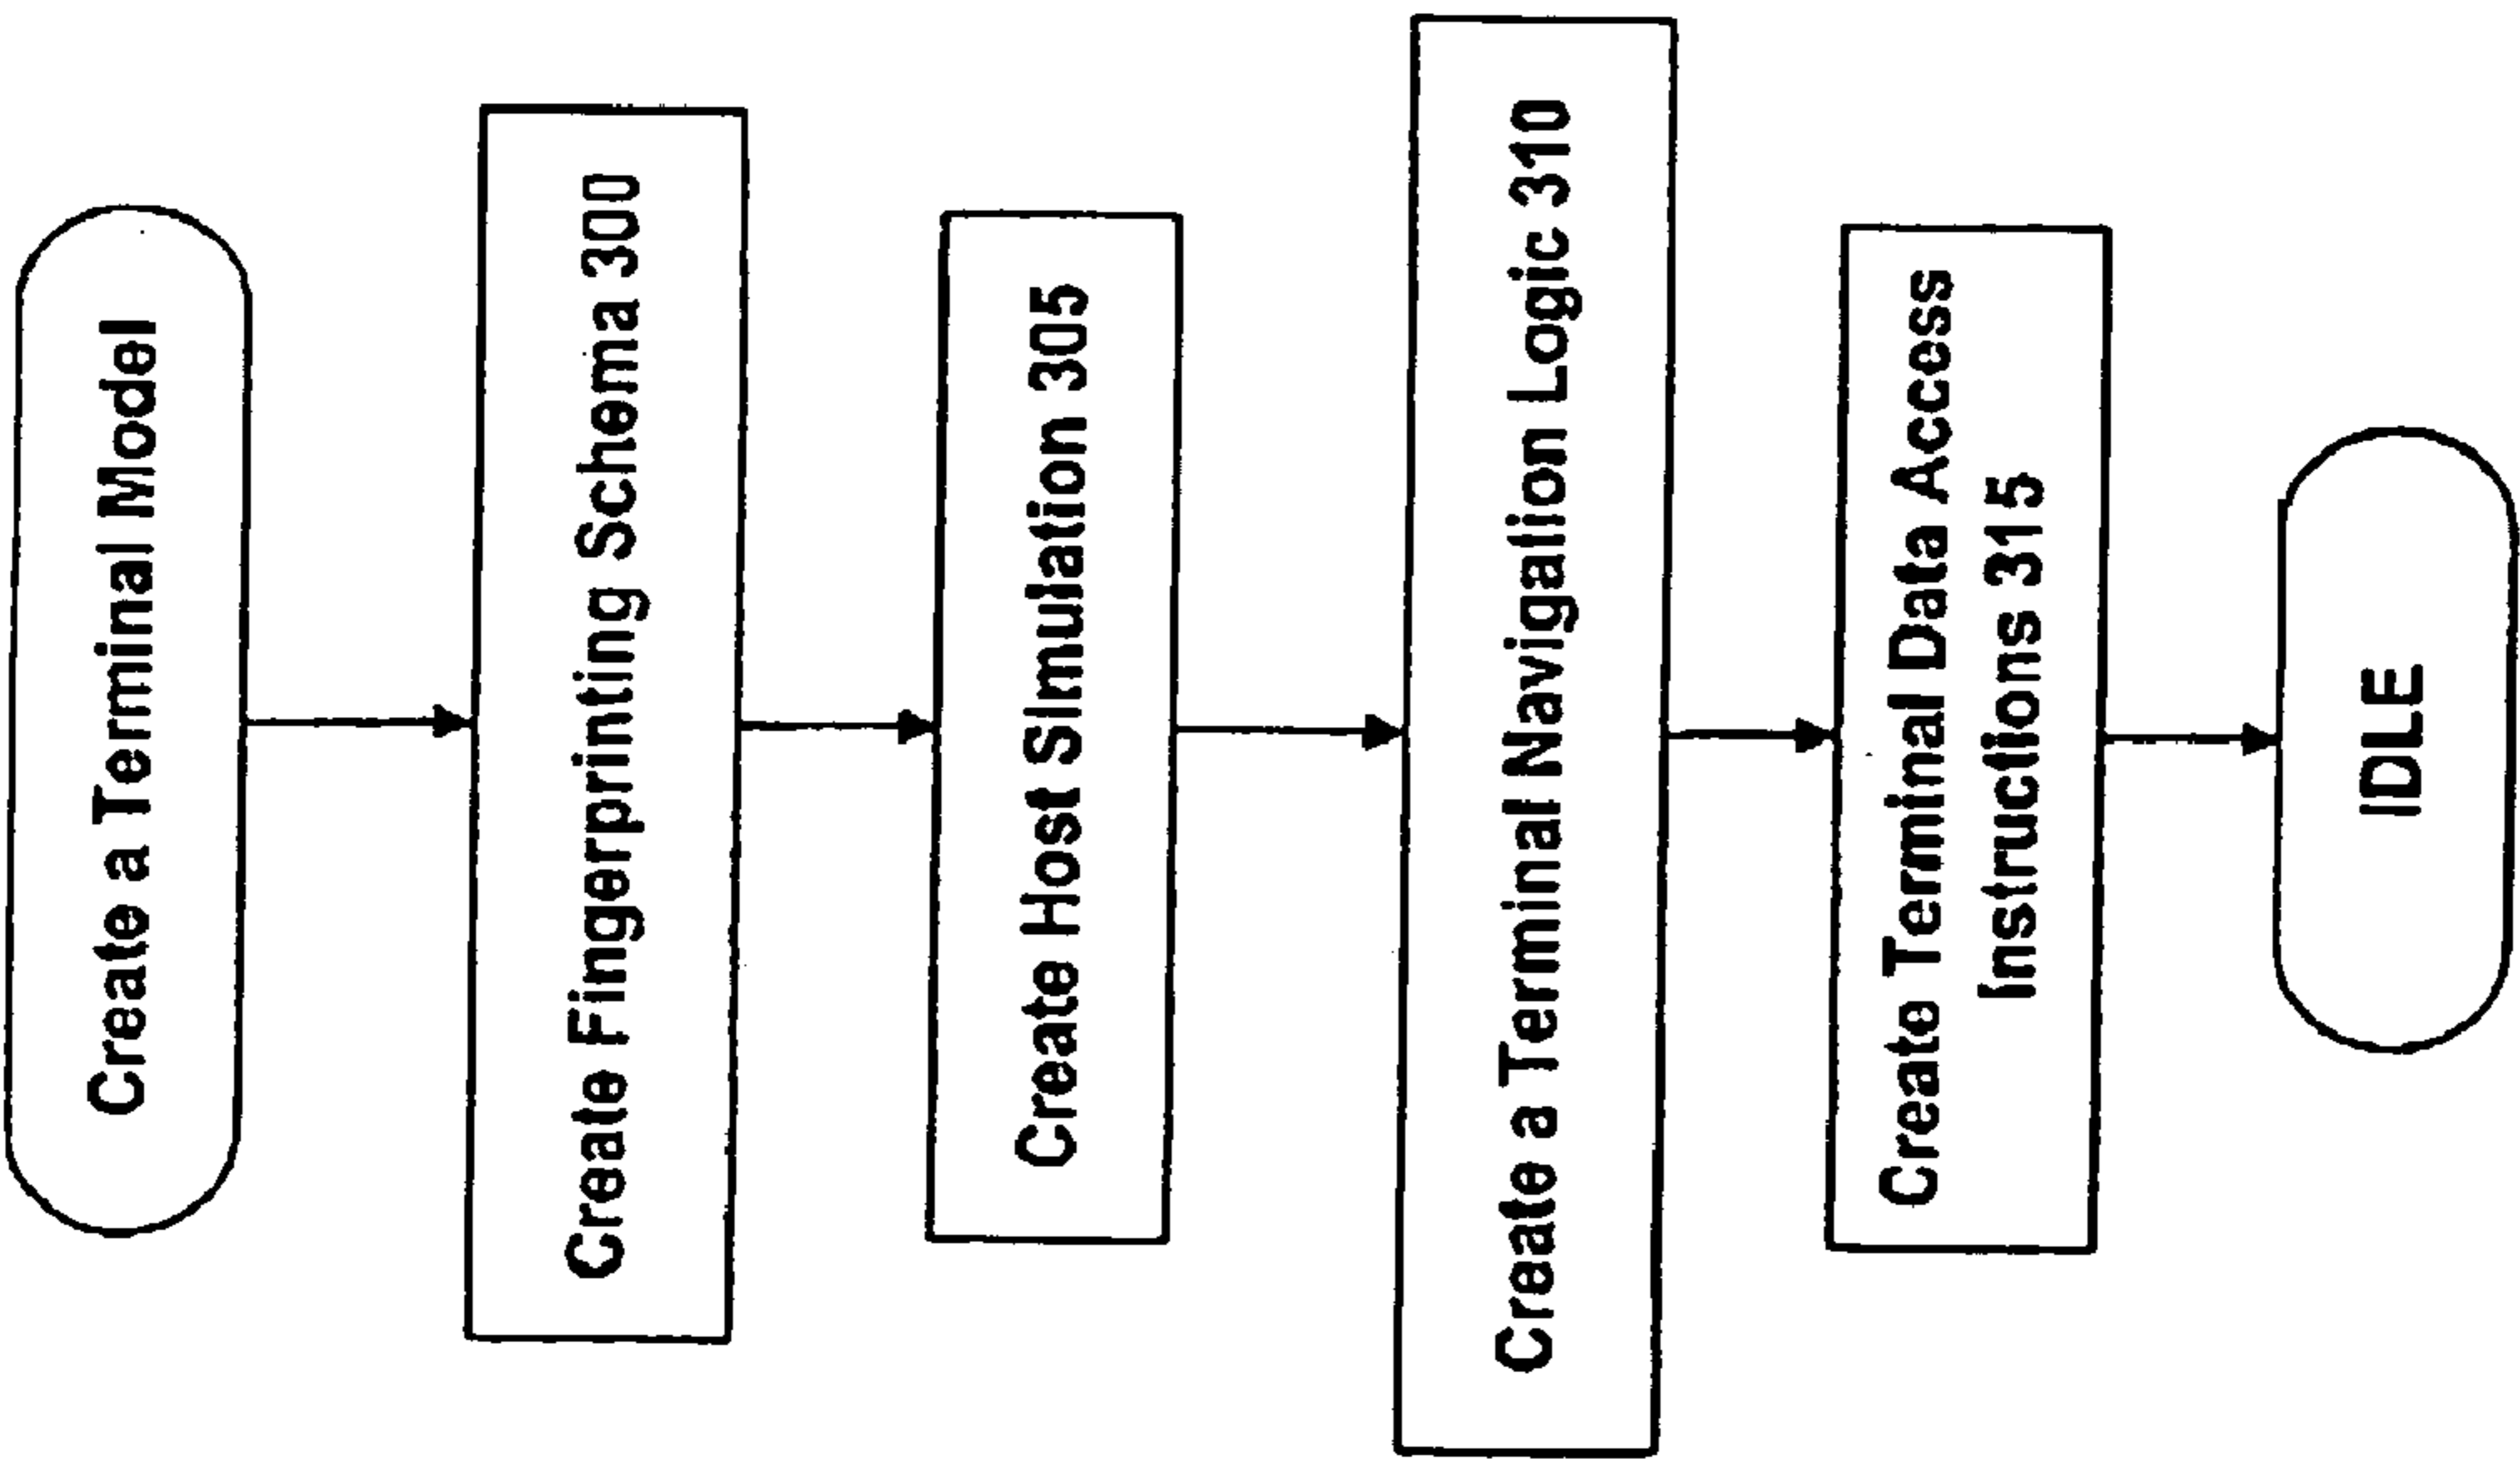 Create a Terminal Model
Create Fingerprinting Schema 300
Create Host Simulation 305
Create a Terminal Navigation Logic 310
Create Terminal Data Access
Instructions 315
IDLE